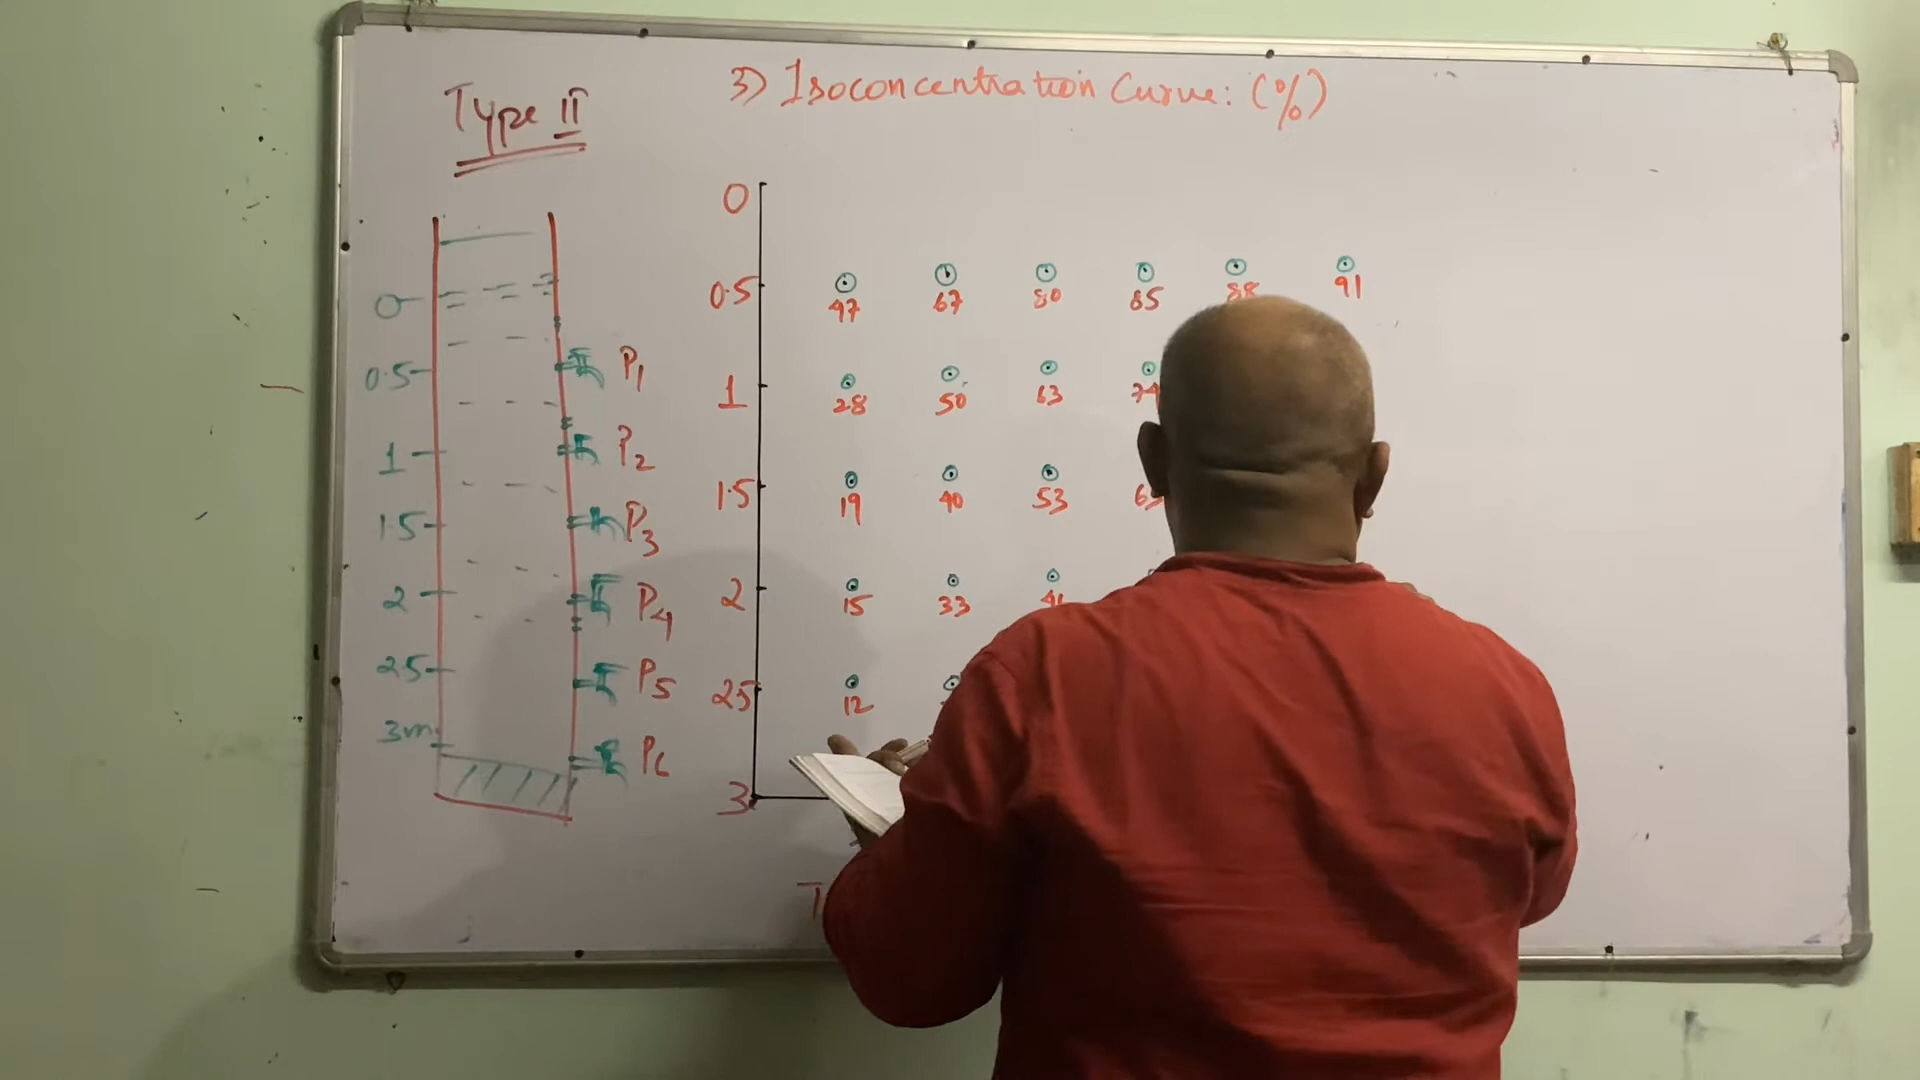 Type II
3) Isoconcentration Curve: (%)
0
0.5
1
1.5
2
2.5
3m
P1
P2
P3
P4
P5
P6
0
0.5
47 67 80 85 88 91
1
28 50 63 74
1.5
19 40 53
2
15 33
2.5
12
3